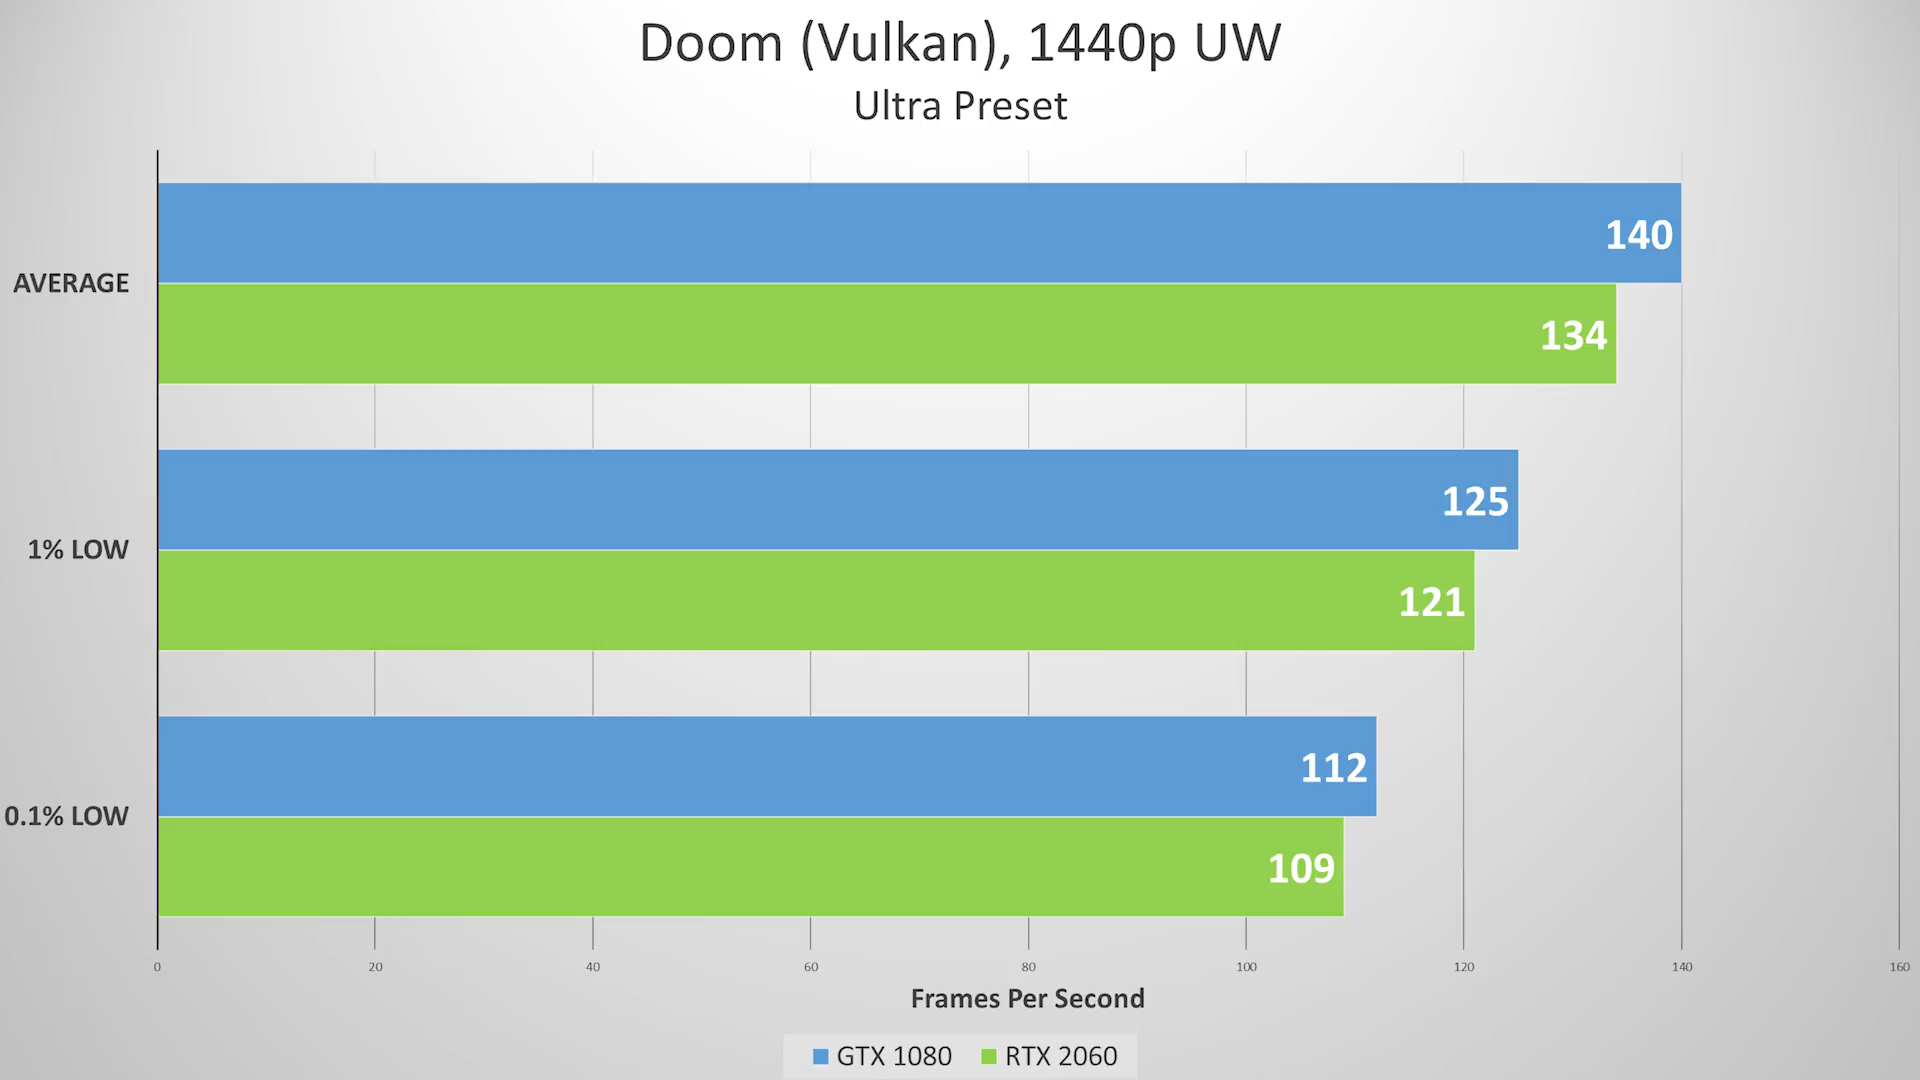 Doom (Vulkan), 1440p UW
Ultra Preset
AVERAGE
140
134
1% LOW
125
121
0.1% LOW
112
109
0 20 40 60 80 100 120 140 160
Frames Per Second
GTX 1080 RTX 2060